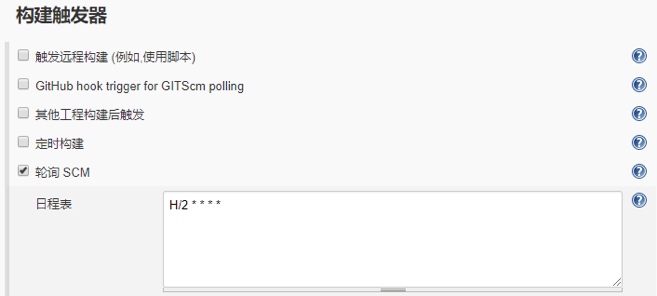 构建触发器
触发远程构建 (例如,使用脚本)
GitHub hook trigger for GITScm polling
其他工程构建后触发
定时构建
轮询 SCM
日程表
H/2 * * * *